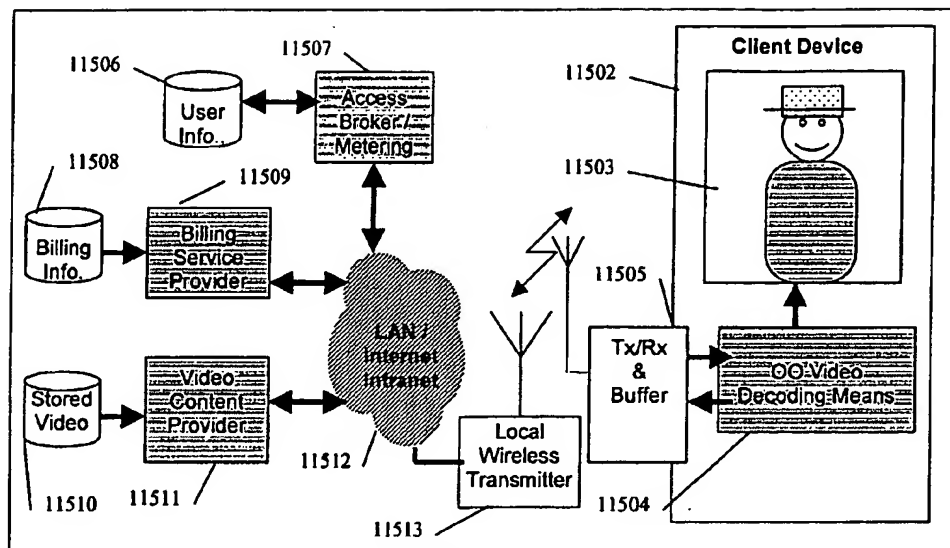 11507
Client Device
11506
11502
User
Info.,
Access
Broker /
Metering
11508
11509
11503
Billing
Info.
Billing
Service
Provider
11505
LAN /
Internet
intranet
Tx/Rx
&
Buffer
OO Video
Decoding Means
Stored
Video
Video
Content
Provider
Local
Wireless
Transmitter
11510
11511
11512
11513
11504